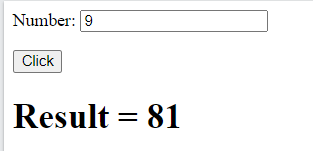 Number: 9
Click
Result = 81